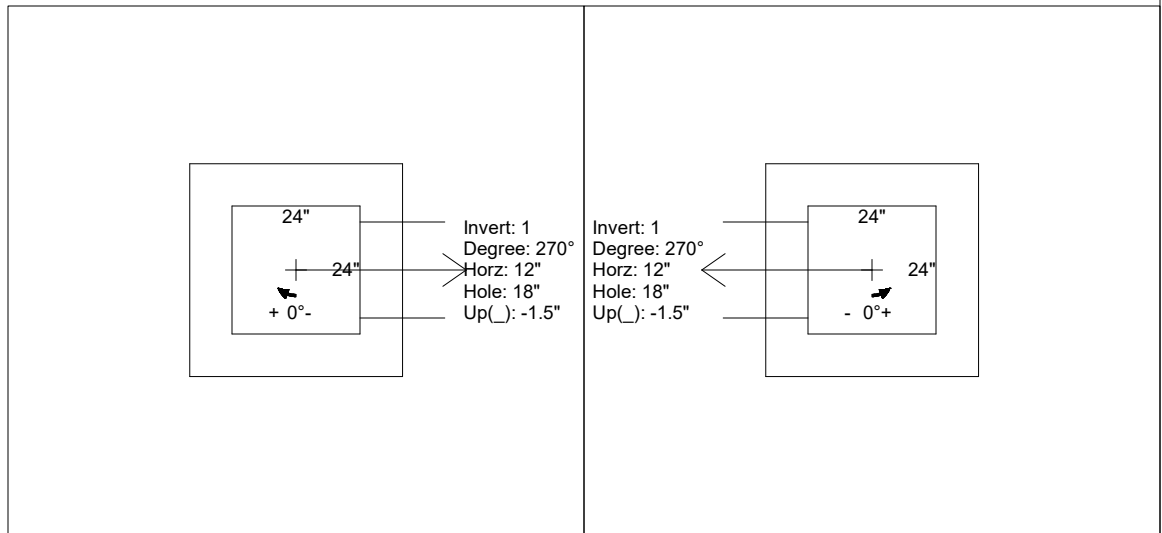 24"
24"
+ 0°-
Invert: 1
Degree: 270°
Horz: 12"
Hole: 18"
Up(_): -1.5"
Invert: 1
Degree: 270°
Horz: 12"
Hole: 18"
Up(_): -1.5"
24"
24"
- 0°+